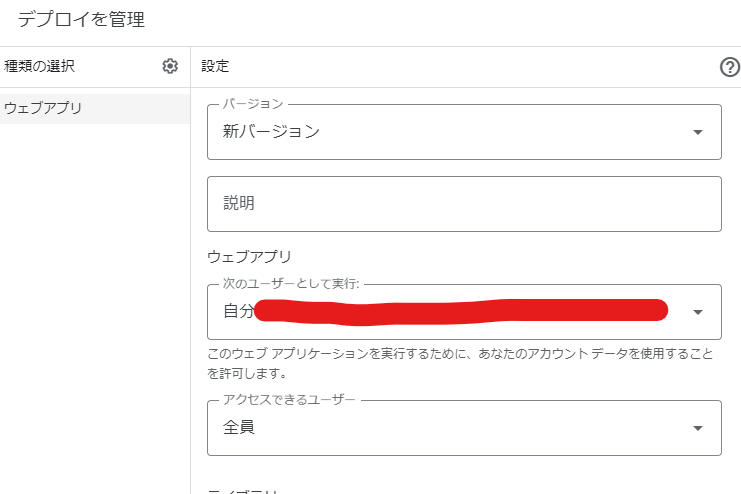 デプロイを管理
種類の選択
設定
ウェブアプリ
バージョン
新バージョン
説明
ウェブアプリ
次のユーザーとして実行:
自分
このウェブ アプリケーションを実行するために、あなたのアカウント データを使用すること
を許可します。
アクセスできるユーザー
全員